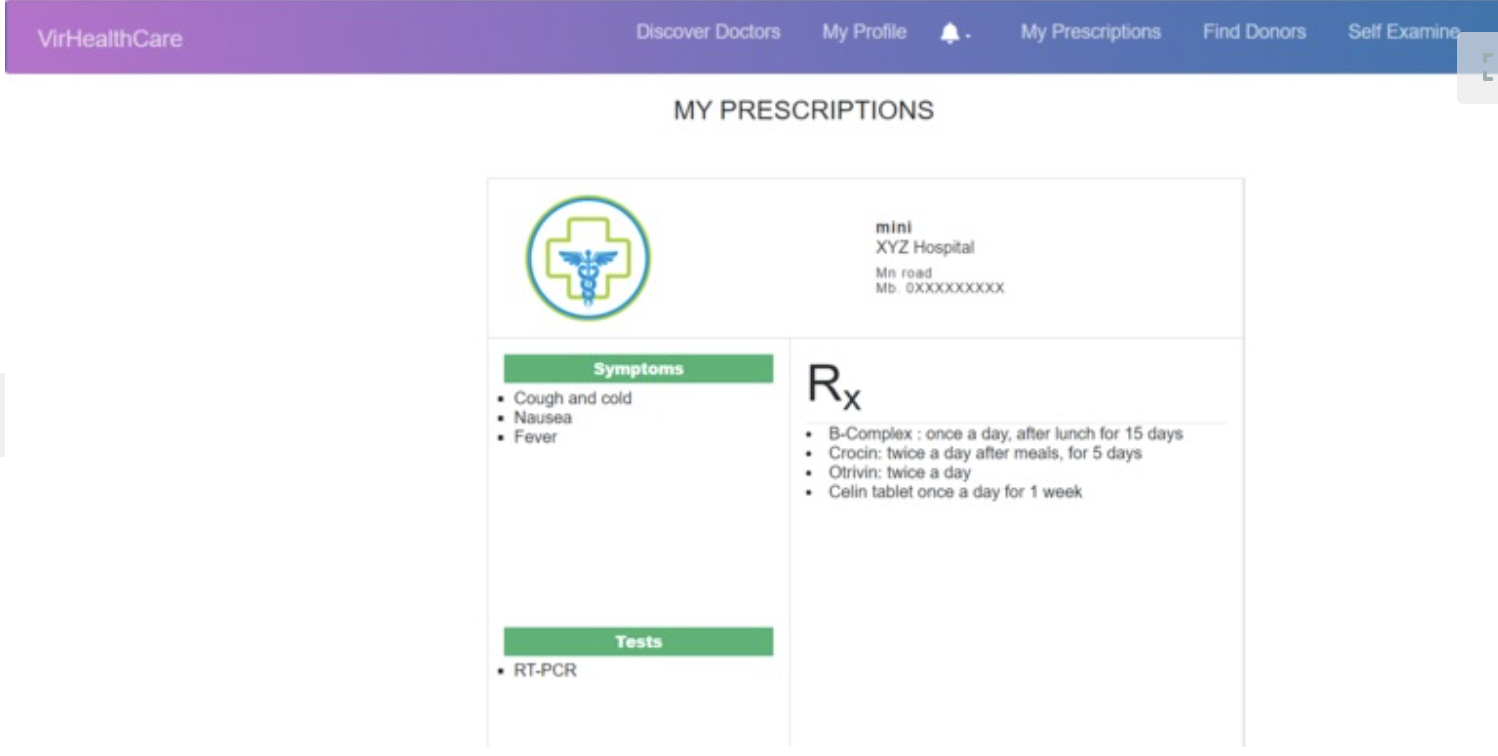 VirHealthCare
Discover Doctors My Profile My Prescriptions Find Donors Self Examine
MY PRESCRIPTIONS
mini
XYZ Hospital
Mn road
Mb. 0XXXXXXXXX
Symptoms
Cough and cold
Nausea
Fever
Rx
B-Complex : once a day, after lunch for 15 days
Crocin: twice a day after meals, for 5 days
Otrivin: twice a day
Celin tablet once a day for 1 week
Tests
RT-PCR